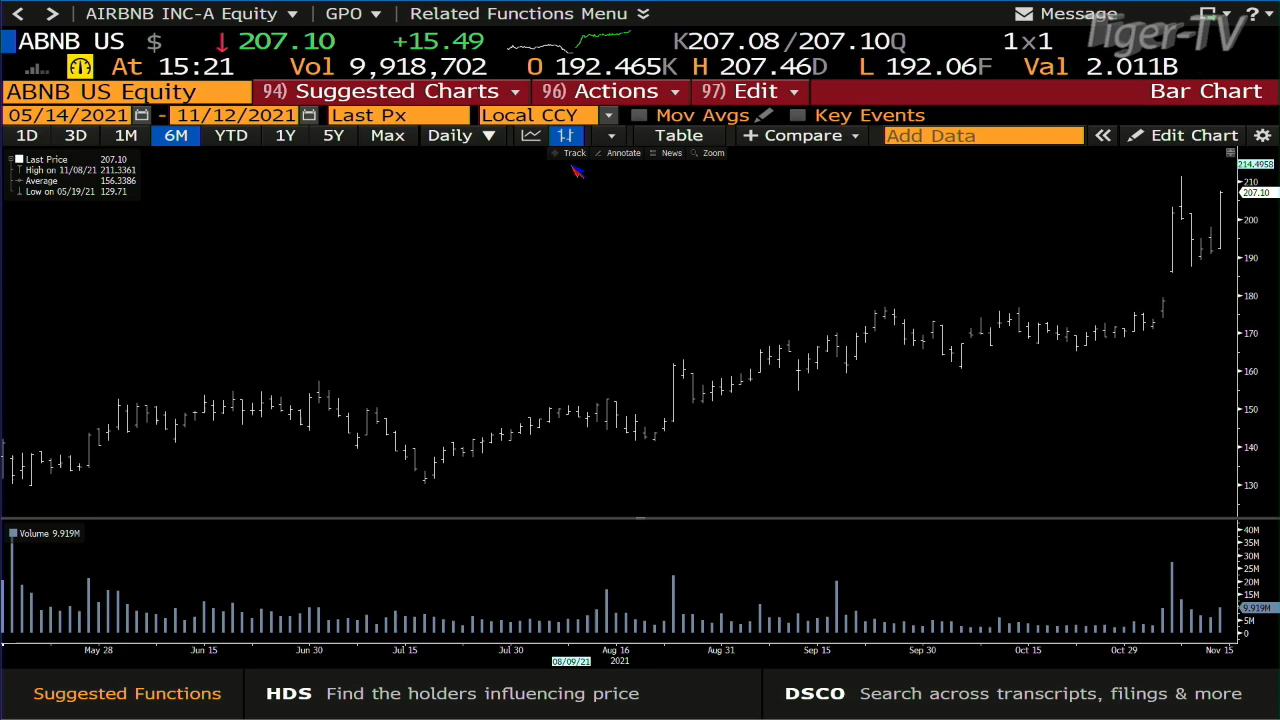 AIRBNB INC-A Equity GPO Related Functions Menu Message ?
Tiger-TV
ABNB US $ 207.10 +15.49 K207.08/207.10Q 1×1
At 15:21 Vol 9,918,702 O 192.465K H 207.46D L 192.06F Val 2.011B
ABNB US Equity 94) Suggested Charts 96) Actions 97) Edit Bar Chart
05/14/2021 - 11/12/2021 Last Px Local CCY Mov Avgs Key Events
1D 3D 1M 6M YTD 1Y 5Y Max Daily Table + Compare Add Data Edit Chart
Track Annotate News Zoom
Last Price 207.10
High on 11/08/21 211.3361
Average 156.3386
Low on 05/19/21 129.71
214.4958
210
207.10
200
190
180
170
160
150
140
130
Volume 9.919M
40M
35M
30M
25M
20M
15M
9.919M
5M
0
May 28 Jun 15 Jun 30 Jul 15 Jul 30 Aug 16 Aug 31 Sep 15 Sep 30 Oct 15 Oct 29 Nov 15
08/09/21 2021
Suggested Functions HDS Find the holders influencing price DSCO Search across transcripts, filings & more